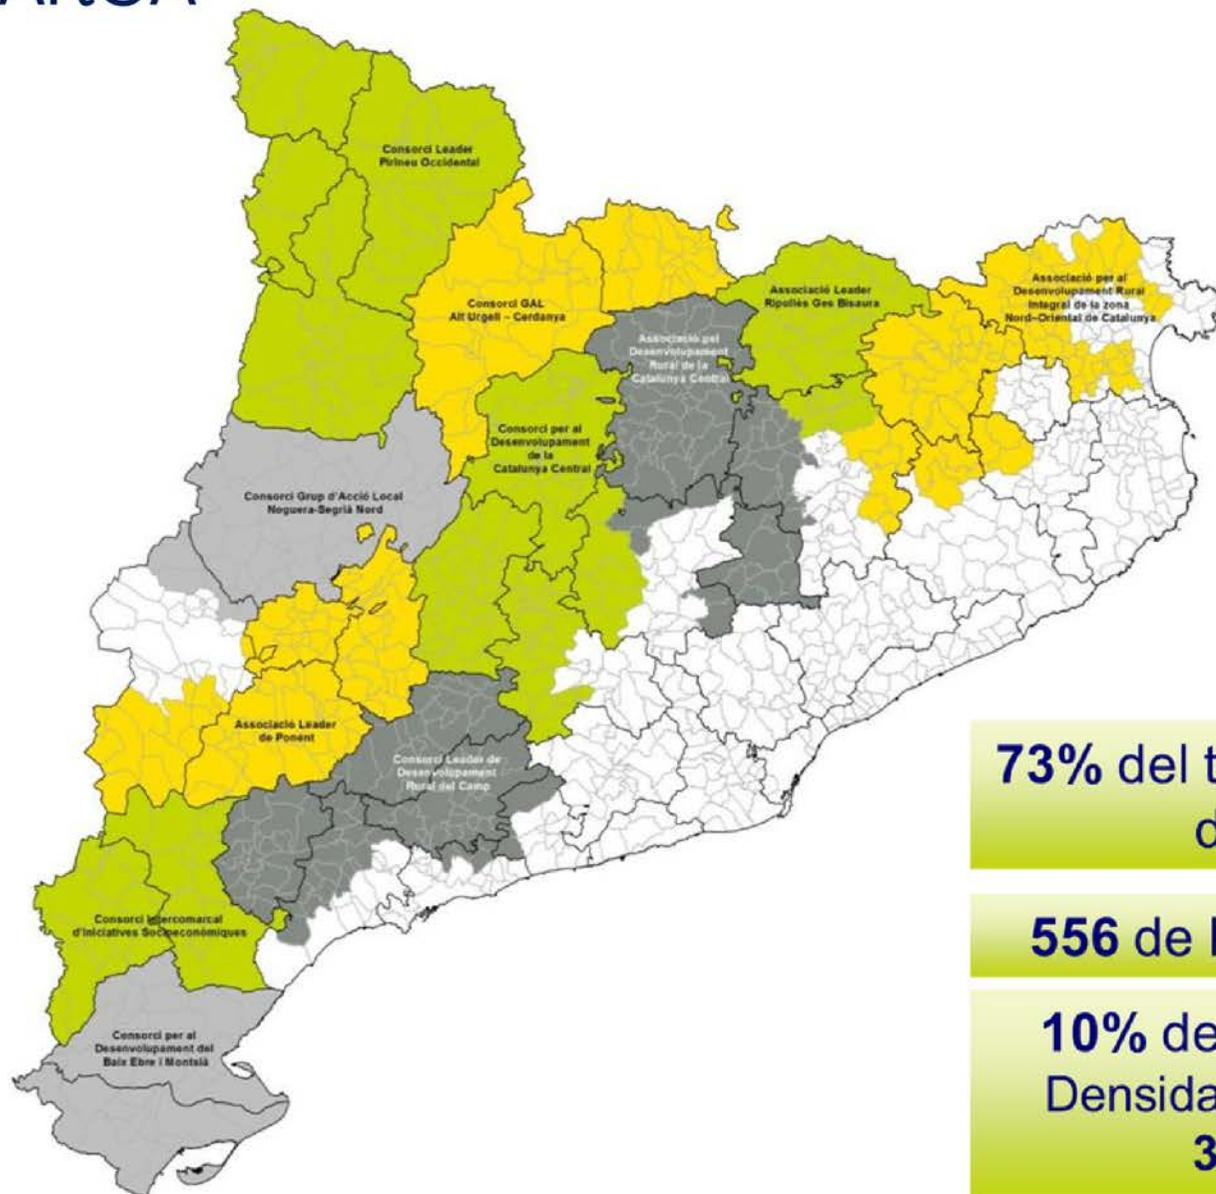 ARCA
Consorci Leader
Pirineu Occidental
Consorci GAL
Alt Urgell – Cerdanya
Associació Leader
Ripollès Ges Bisaura
Associació per al
Desenvolupament Rural
Integral de la zona
Nord–Oriental de Catalunya
Associació pel
Desenvolupament
Rural de la
Catalunya Central
Consorci per al
Desenvolupament
de la
Catalunya Central
Consorci Grup d'Acció Local
Noguera-Segrià Nord
Associació Leader
de Ponent
Consorci Leader de
Desenvolupament
Rural del Camp
Consorci Intercomarcal
d'Iniciatives Socioeconòmiques
Consorci per al
Desenvolupament del
Baix Ebre i Montsià
73% del t
d
556 de
10% de
Densida
3